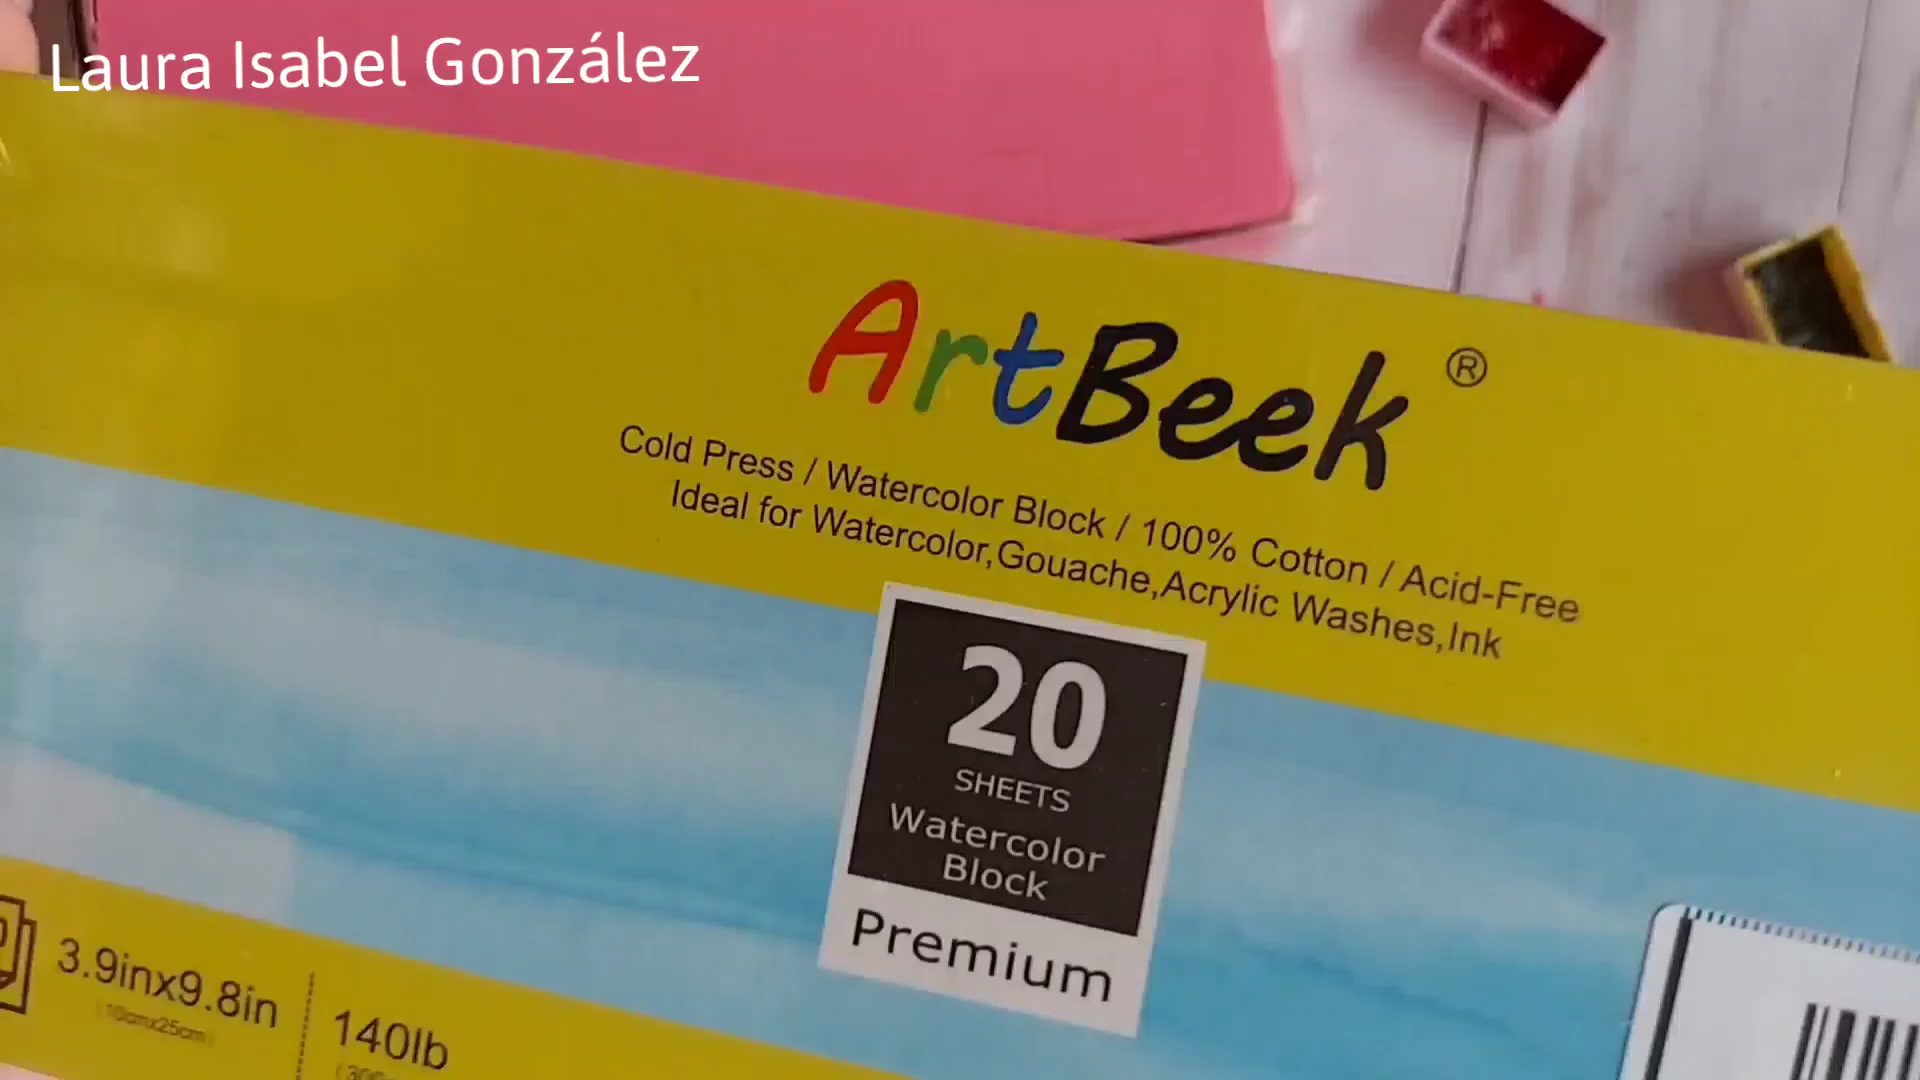 Laura Isabel González
ArtBeek ®
Cold Press / Watercolor Block / 100% Cotton / Acid-Free
Ideal for Watercolor,Gouache,Acrylic Washes,Ink
20
SHEETS
Watercolor
Block
Premium
3.9inx9.8in
(10cmx25cm)
140lb